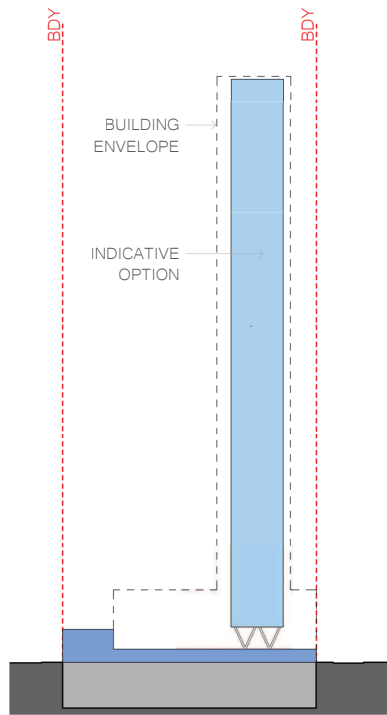 BDY
BDY
BUILDING
ENVELOPE
INDICATIVE
OPTION